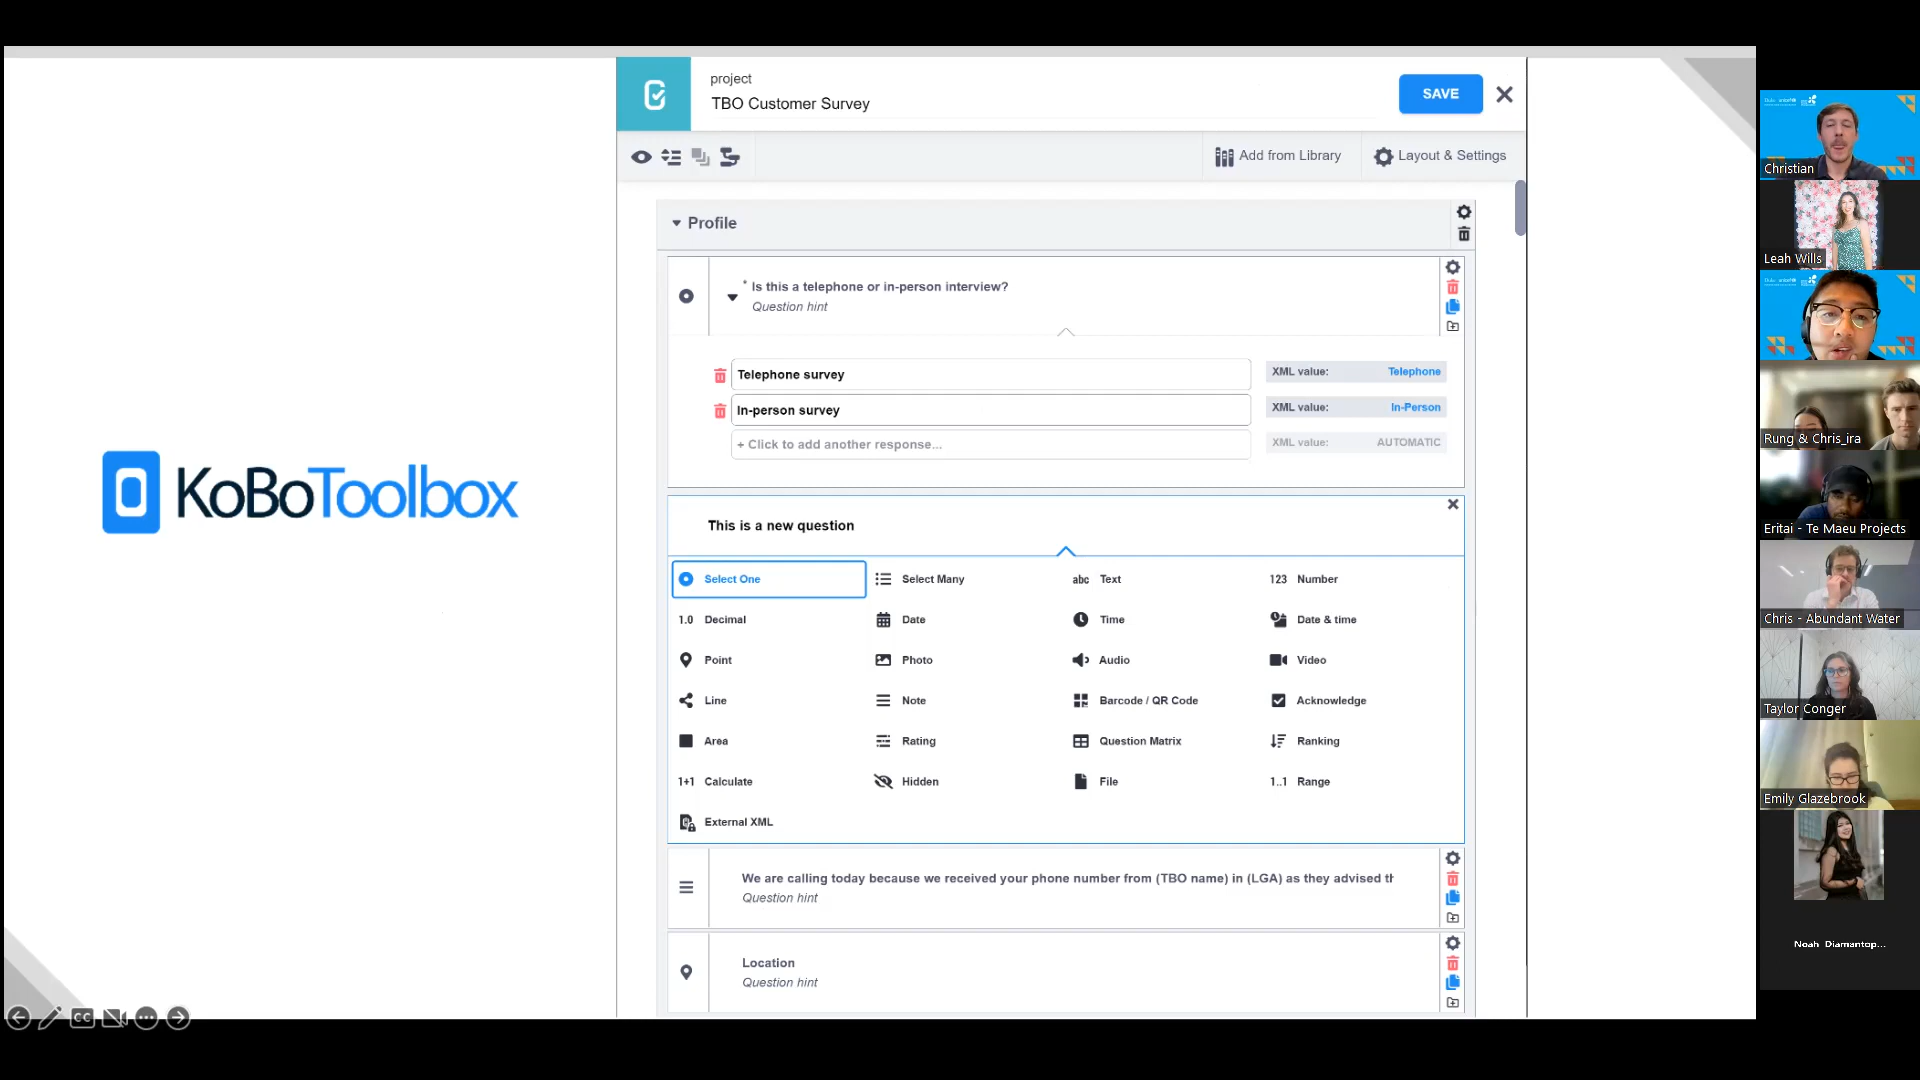 project
TBO Customer Survey
SAVE
Add from Library
Layout & Settings
KoBoToolbox
Profile
* Is this a telephone or in-person interview?
Question hint
Telephone survey
XML value: Telephone
In-person survey
XML value: In-Person
+ Click to add another response...
XML value: AUTOMATIC
This is a new question
Select One
Select Many
abc Text
123 Number
1.0 Decimal
Date
Time
Date & time
Point
Photo
Audio
Video
Line
Note
Barcode / QR Code
Acknowledge
Area
Rating
Question Matrix
Ranking
1+1 Calculate
Hidden
File
1..1 Range
External XML
We are calling today because we received your phone number from (TBO name) in (LGA) as they advised th
Question hint
Location
Question hint
CC
Christian
Leah Wills
Rung & Chris_ira
Eritai - Te Maeu Projects
Chris - Abundant Water
Taylor Conger
Emily Glazebrook
Noah Diamantop...